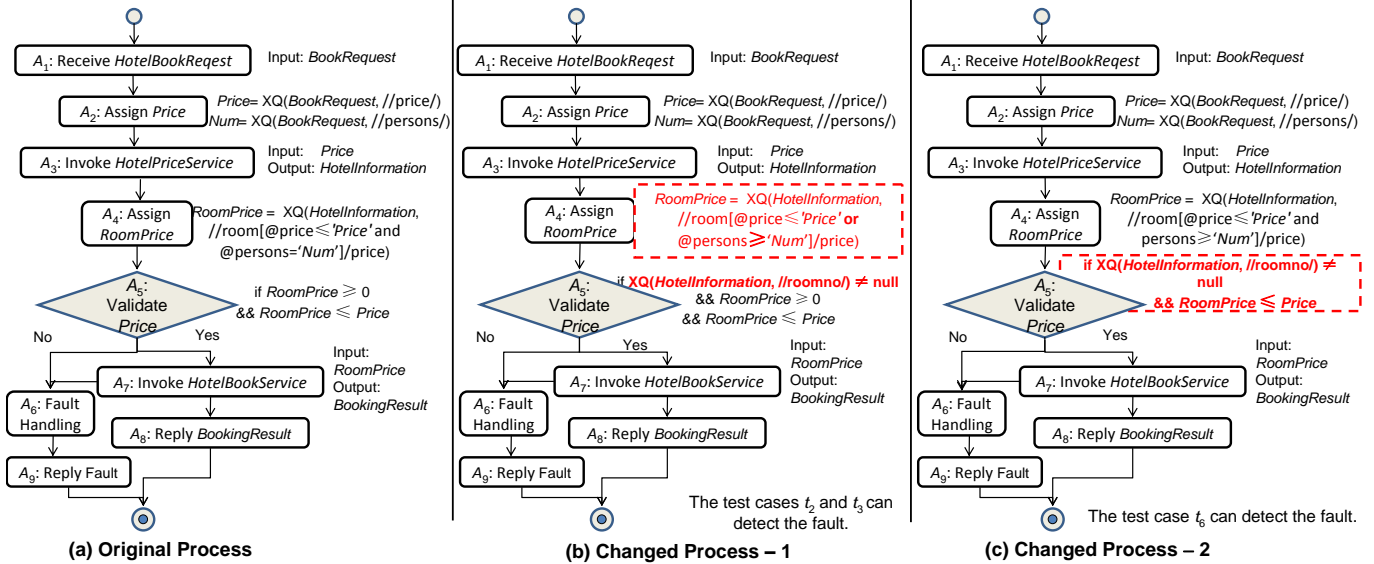 A1: Receive HotelBookReqest
Input: BookRequest
A2: Assign Price
Price= XQ(BookRequest, //price/)
Num= XQ(BookRequest, //persons/)
A3: Invoke HotelPriceService
Input: Price
Output: HotelInformation
A4: Assign
RoomPrice
RoomPrice = XQ(HotelInformation,
//room[@price≤'Price' and
@persons='Num']/price)
A5:
Validate
Price
if RoomPrice ≥ 0
&& RoomPrice ≤ Price
No
Yes
Input:
RoomPrice
Output:
BookingResult
A7: Invoke HotelBookService
A6: Fault
Handling
A8: Reply BookingResult
A9: Reply Fault
(a) Original Process
A1: Receive HotelBookReqest
Input: BookRequest
A2: Assign Price
Price= XQ(BookRequest, //price/)
Num= XQ(BookRequest, //persons/)
A3: Invoke HotelPriceService
Input: Price
Output: HotelInformation
A4: Assign
RoomPrice
RoomPrice = XQ(HotelInformation,
//room[@price≤'Price' or
@persons≥‘Num’]/price)
A5:
Validate
Price
if XQ(HotelInformation, //roomno/) ≠ null
&& RoomPrice ≥ 0
&& RoomPrice ≤ Price
No
Yes
Input:
RoomPrice
Output:
BookingResult
A7: Invoke HotelBookService
A6: Fault
Handling
A8: Reply BookingResult
A9: Reply Fault
The test cases t2 and t3 can
detect the fault.
(b) Changed Process – 1
A1: Receive HotelBookReqest
Input: BookRequest
A2: Assign Price
Price= XQ(BookRequest, //price/)
Num= XQ(BookRequest, //persons/)
A3: Invoke HotelPriceService
Input: Price
Output: HotelInformation
A4: Assign
RoomPrice
RoomPrice = XQ(HotelInformation,
//room[@price≤'Price' and
persons≥‘Num’]/price)
A5:
Validate
Price
if XQ(HotelInformation, //roomno/) ≠
null
&& RoomPrice ≤ Price
No
Yes
Input:
RoomPrice
Output:
BookingResult
A7: Invoke HotelBookService
A6: Fault
Handling
A8: Reply BookingResult
A9: Reply Fault
The test case t6 can detect the fault.
(c) Changed Process – 2